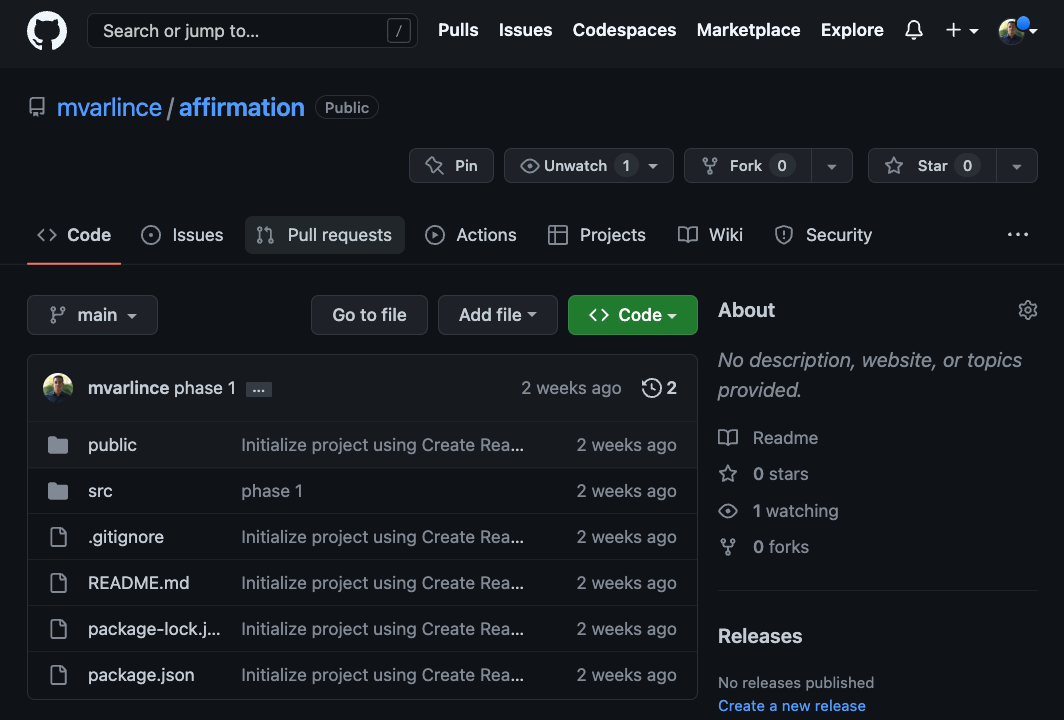 Search or jump to... /
Pulls Issues Codespaces Marketplace Explore
mvarlince / affirmation Public
Pin Unwatch 1 Fork 0 Star 0
Code Issues Pull requests Actions Projects Wiki Security ...
main Go to file Add file Code
mvarlince phase 1 ... 2 weeks ago 2
public Initialize project using Create Rea... 2 weeks ago
src phase 1 2 weeks ago
.gitignore Initialize project using Create Rea... 2 weeks ago
README.md Initialize project using Create Rea... 2 weeks ago
package-lock.j... Initialize project using Create Rea... 2 weeks ago
package.json Initialize project using Create Rea... 2 weeks ago
About
No description, website, or topics
provided.
Readme
0 stars
1 watching
0 forks
Releases
No releases published
Create a new release